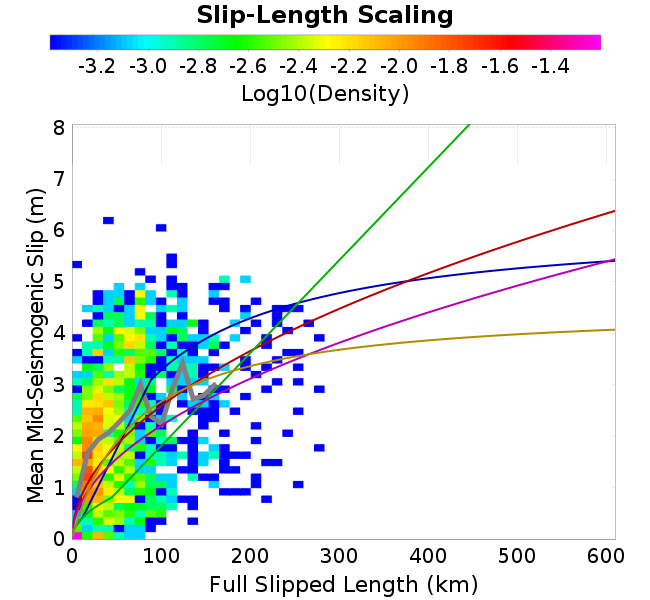 Slip-Length Scaling
-3.2 -3.0 -2.8 -2.6 -2.4 -2.2 -2.0 -1.8 -1.6 -1.4
Log10(Density)
Mean Mid-Seismogenic Slip (m)
8
7
6
5
4
3
2
1
0
0 100 200 300 400 500 600
Full Slipped Length (km)